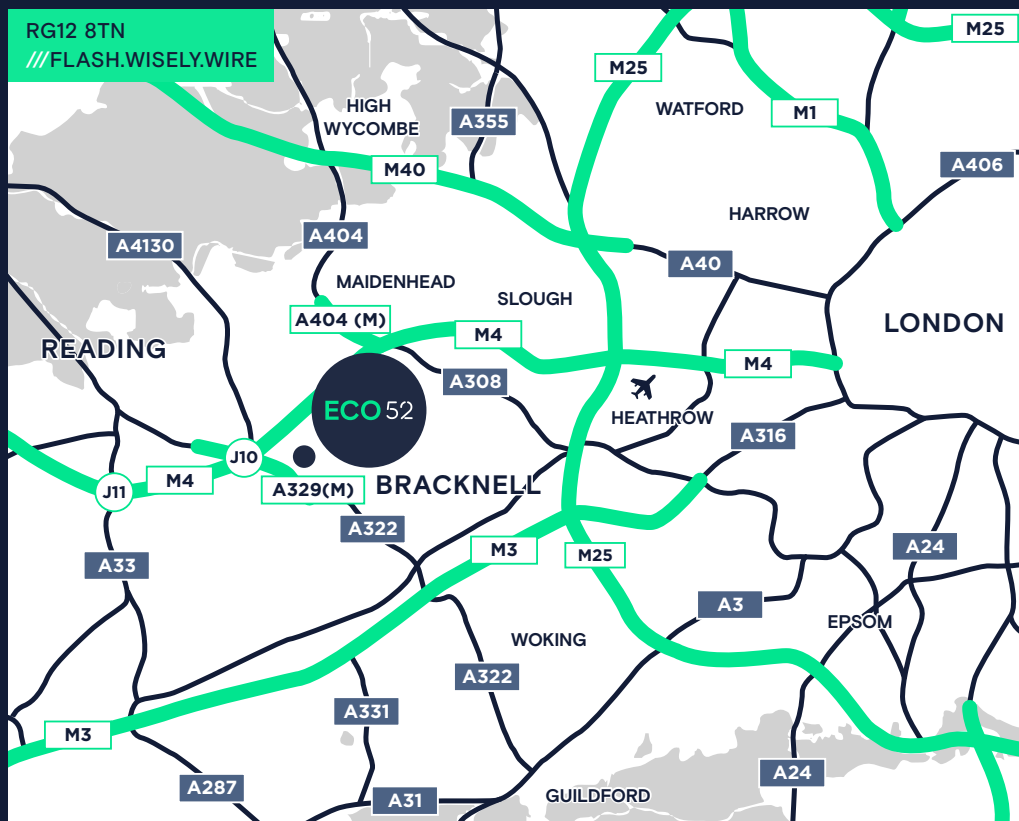 RG12 8TN
///FLASH.WISELY.WIRE
M25
M25
WATFORD
M1
HIGH
WYCOMBE
A355
A406
M40
HARROW
A404
A4130
A40
MAIDENHEAD
SLOUGH
A404 (M)
LONDON
M4
READING
M4
A308
HEATHROW
ECO 52
A316
J10
M4
J11
A329(M)
BRACKNELL
A322
M3
M25
A24
A33
A3
EPSOM
WOKING
A322
A331
M3
A24
A287
A31
GUILDFORD